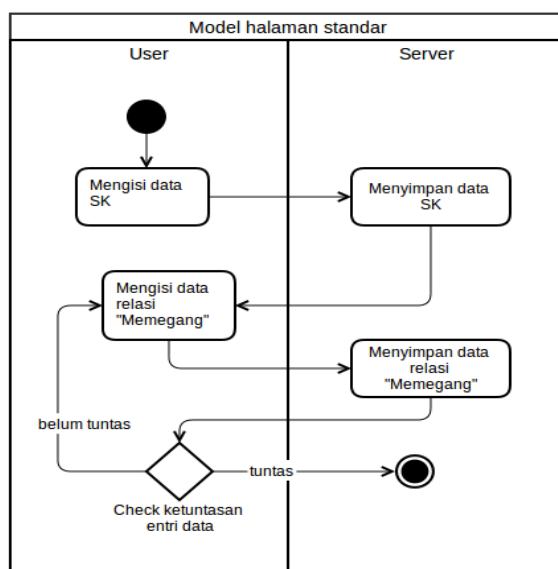 Model halaman standar
User
Server
Mengisi data
SK
Menyimpan data
SK
Mengisi data
relasi
"Memegang"
Menyimpan data
relasi
"Memegang"
belum tuntas
tuntas
Check ketuntasan
entri data